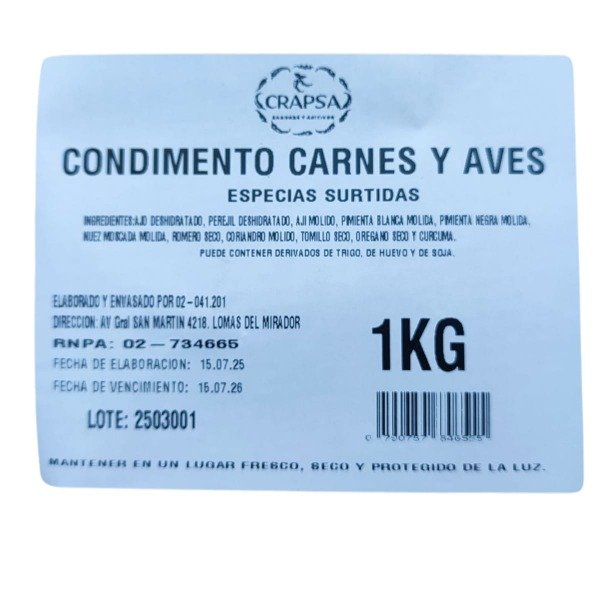 CRAPSA
CONDIMENTO CARNES Y AVES
ESPECIAS SURTIDAS
INGREDIENTES:AJO DESHIDRATADO, PEREJIL DESHIDRATADO, AJI MOLIDO, PIMIENTA BLANCA MOLIDA, PIMIENTA NEGRA MOLIDA,
NUEZ MOSCADA MOLIDA, ROMERO SECO, CORIANDRO MOLIDO, TOMILLO SECO, OREGANO SECO Y CURCUMA.
PUEDE CONTENER DERIVADOS DE TRIGO, DE HUEVO Y DE SOJA.
ELABORADO Y ENVASADO POR 02-041.201
DIRECCION: AV Gral SAN MARTIN 4218. LOMAS DEL MIRADOR
RNPA: 02-734665
FECHA DE ELABORACION: 15.07.25
FECHA DE VENCIMIENTO: 15.07.26
LOTE: 2503001
1KG
MANTENER EN UN LUGAR FRESCO, SECO Y PROTEGIDO DE LA LUZ.